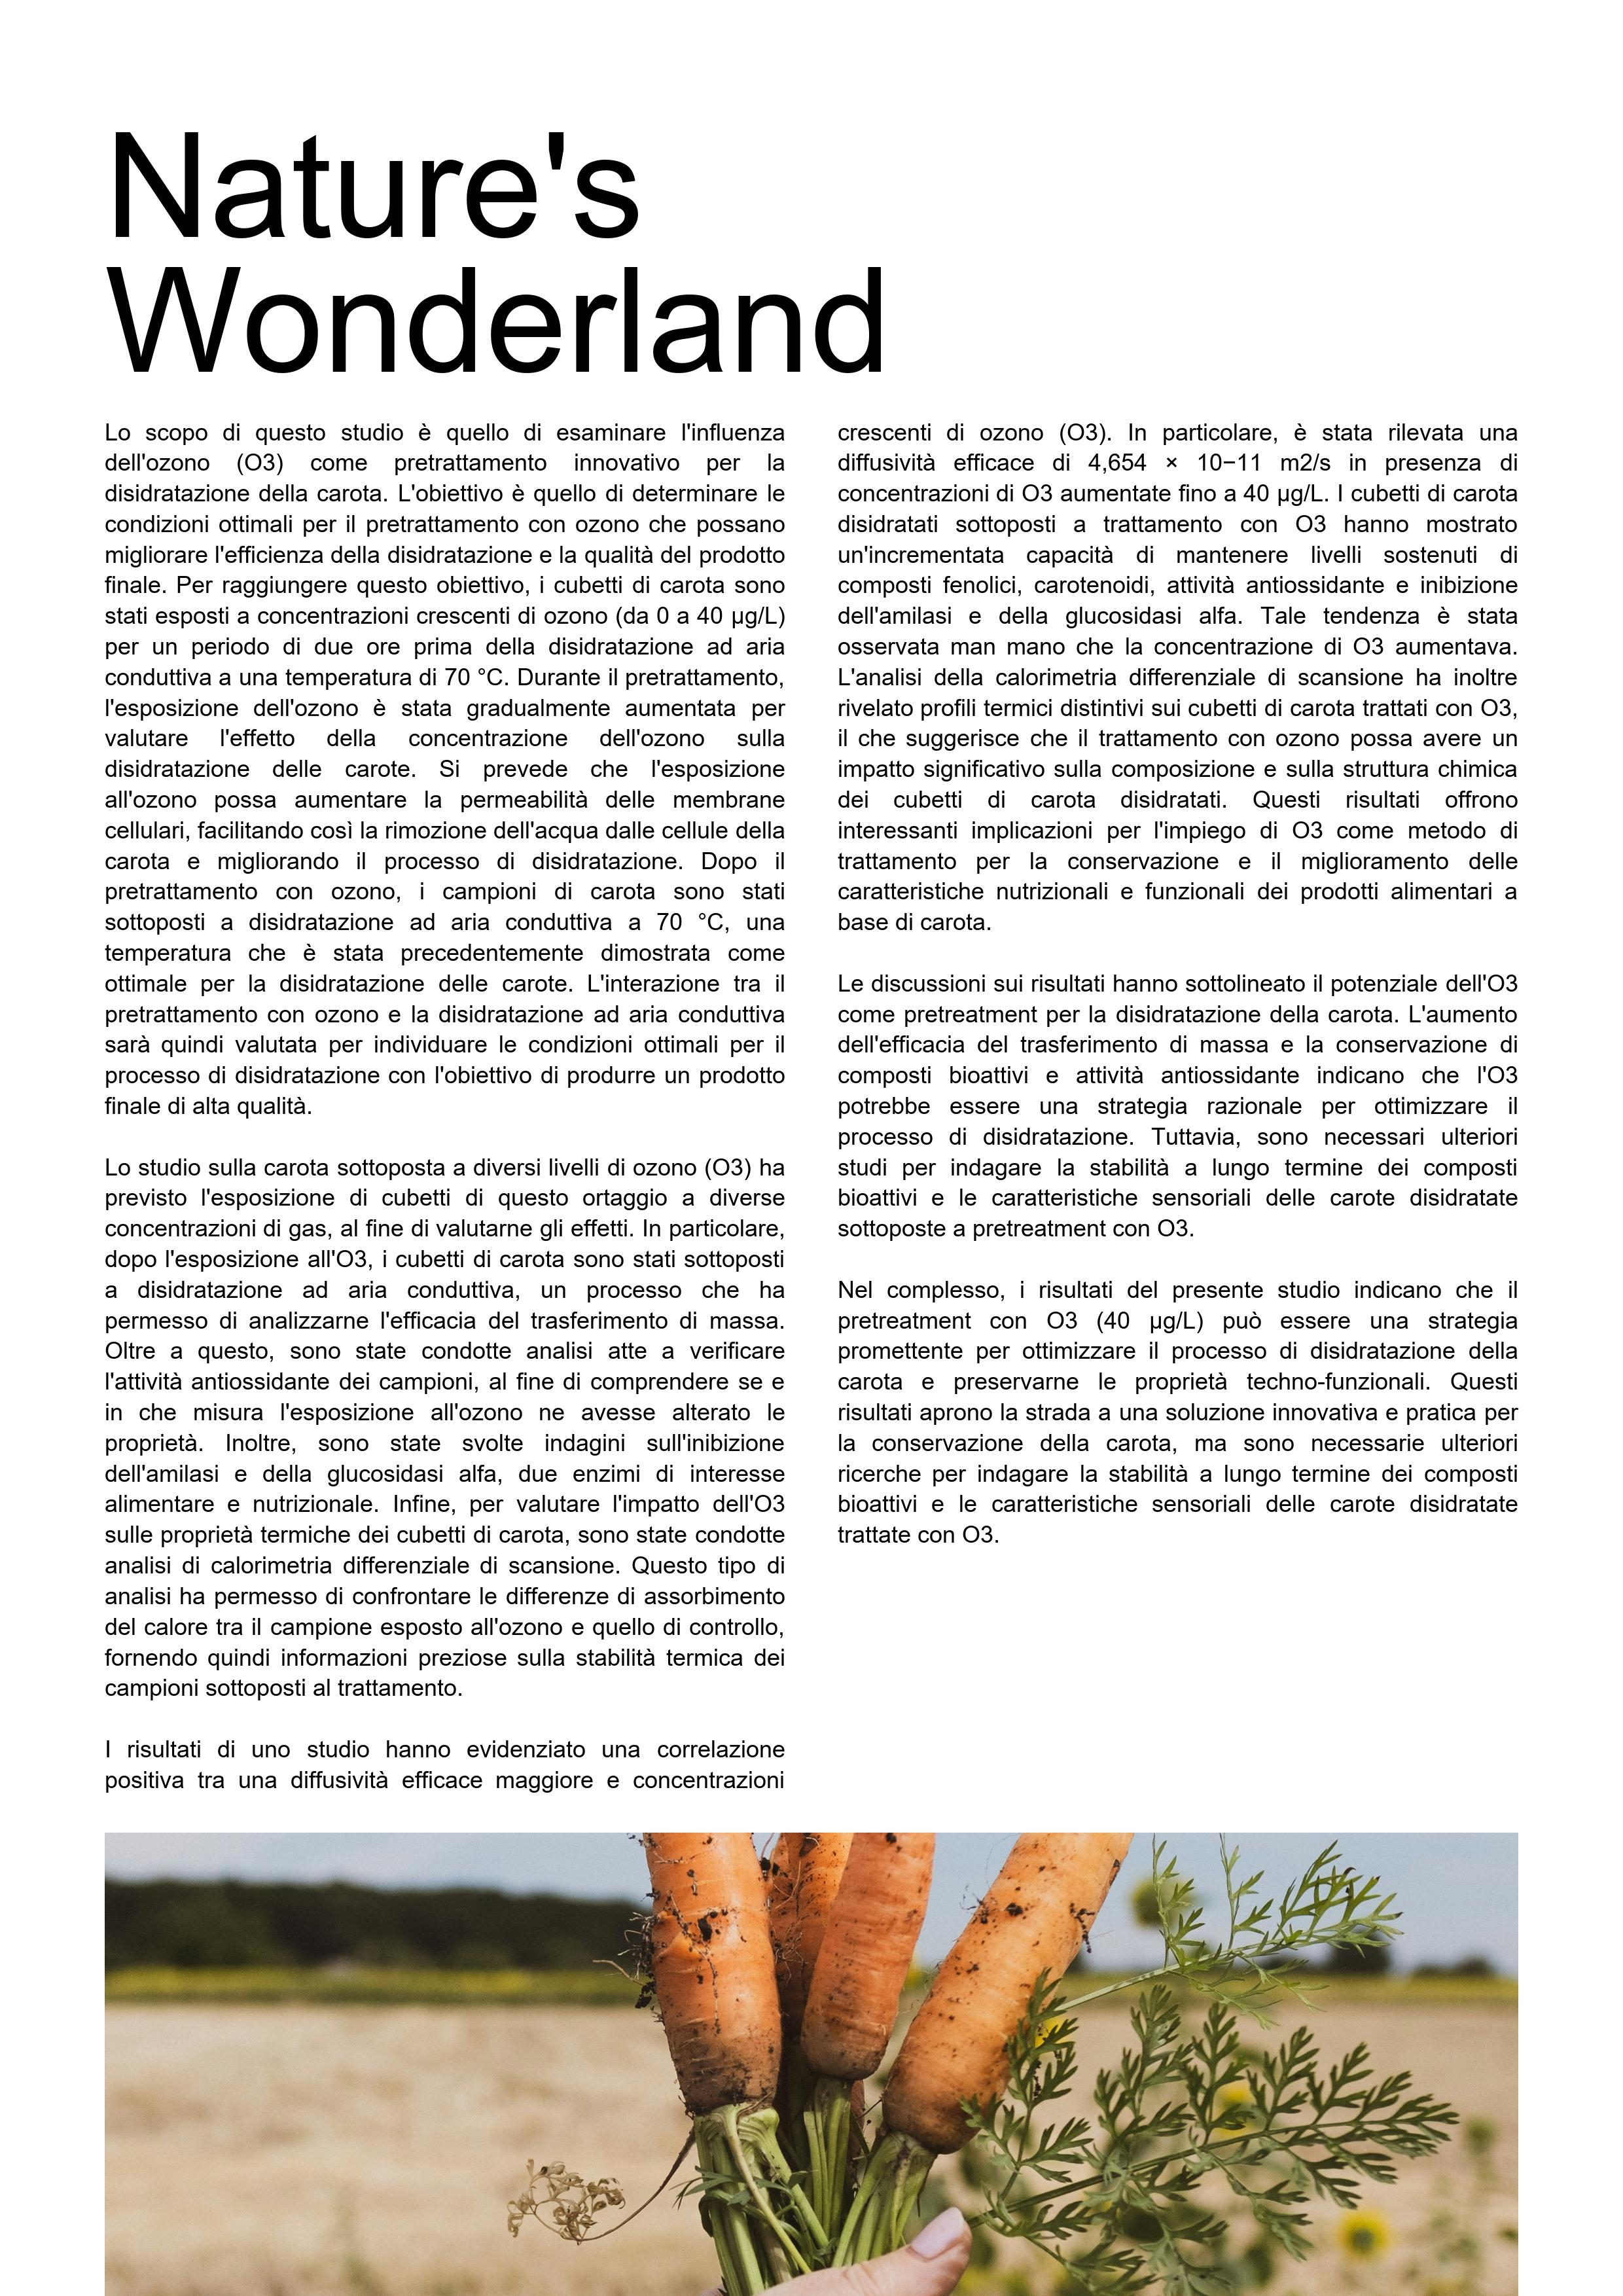 Nature's
Wonderland
Lo scopo di questo studio è quello di esaminare l'influenza
dell'ozono (O3) come pretrattamento innovativo per la
disidratazione della carota. L'obiettivo è quello di determinare le
condizioni ottimali per il pretrattamento con ozono che possano
migliorare l'efficienza della disidratazione e la qualità del prodotto
finale. Per raggiungere questo obiettivo, i cubetti di carota sono
stati esposti a concentrazioni crescenti di ozono (da 0 a 40 μg/L)
per un periodo di due ore prima della disidratazione ad aria
conduttiva a una temperatura di 70 °C. Durante il pretrattamento,
l'esposizione dell'ozono è stata gradualmente aumentata per
valutare l'effetto della concentrazione dell'ozono sulla
disidratazione delle carote. Si prevede che l'esposizione
all'ozono possa aumentare la permeabilità delle membrane
cellulari, facilitando così la rimozione dell'acqua dalle cellule della
carota e migliorando il processo di disidratazione. Dopo il
pretrattamento con ozono, i campioni di carota sono stati
sottoposti a disidratazione ad aria conduttiva a 70 °C, una
temperatura che è stata precedentemente dimostrata come
ottimale per la disidratazione delle carote. L'interazione tra il
pretrattamento con ozono e la disidratazione ad aria conduttiva
sarà quindi valutata per individuare le condizioni ottimali per il
processo di disidratazione con l'obiettivo di produrre un prodotto
finale di alta qualità.
Lo studio sulla carota sottoposta a diversi livelli di ozono (O3) ha
previsto l'esposizione di cubetti di questo ortaggio a diverse
concentrazioni di gas, al fine di valutarne gli effetti. In particolare,
dopo l'esposizione all'O3, i cubetti di carota sono stati sottoposti
a disidratazione ad aria conduttiva, un processo che ha
permesso di analizzarne l'efficacia del trasferimento di massa.
Oltre a questo, sono state condotte analisi atte a verificare
l'attività antiossidante dei campioni, al fine di comprendere se e
in che misura l'esposizione all'ozono ne avesse alterato le
proprietà. Inoltre, sono state svolte indagini sull'inibizione
dell'amilasi e della glucosidasi alfa, due enzimi di interesse
alimentare e nutrizionale. Infine, per valutare l'impatto dell'O3
sulle proprietà termiche dei cubetti di carota, sono state condotte
analisi di calorimetria differenziale di scansione. Questo tipo di
analisi ha permesso di confrontare le differenze di assorbimento
del calore tra il campione esposto all'ozono e quello di controllo,
fornendo quindi informazioni preziose sulla stabilità termica dei
campioni sottoposti al trattamento.
I risultati di uno studio hanno evidenziato una correlazione
positiva tra una diffusività efficace maggiore e concentrazioni
crescenti di ozono (O3). In particolare, è stata rilevata una
diffusività efficace di 4,654 × 10−11 m2/s in presenza di
concentrazioni di O3 aumentate fino a 40 μg/L. I cubetti di carota
disidratati sottoposti a trattamento con O3 hanno mostrato
un'incrementata capacità di mantenere livelli sostenuti di
composti fenolici, carotenoidi, attività antiossidante e inibizione
dell'amilasi e della glucosidasi alfa. Tale tendenza è stata
osservata man mano che la concentrazione di O3 aumentava.
L'analisi della calorimetria differenziale di scansione ha inoltre
rivelato profili termici distintivi sui cubetti di carota trattati con O3,
il che suggerisce che il trattamento con ozono possa avere un
impatto significativo sulla composizione e sulla struttura chimica
dei cubetti di carota disidratati. Questi risultati offrono
interessanti implicazioni per l'impiego di O3 come metodo di
trattamento per la conservazione e il miglioramento delle
caratteristiche nutrizionali e funzionali dei prodotti alimentari a
base di carota.
Le discussioni sui risultati hanno sottolineato il potenziale dell'O3
come pretreatment per la disidratazione della carota. L'aumento
dell'efficacia del trasferimento di massa e la conservazione di
composti bioattivi e attività antiossidante indicano che l'O3
potrebbe essere una strategia razionale per ottimizzare il
processo di disidratazione. Tuttavia, sono necessari ulteriori
studi per indagare la stabilità a lungo termine dei composti
bioattivi e le caratteristiche sensoriali delle carote disidratate
sottoposte a pretreatment con O3.
Nel complesso, i risultati del presente studio indicano che il
pretreatment con O3 (40 μg/L) può essere una strategia
promettente per ottimizzare il processo di disidratazione della
carota e preservarne le proprietà techno-funzionali. Questi
risultati aprono la strada a una soluzione innovativa e pratica per
la conservazione della carota, ma sono necessarie ulteriori
ricerche per indagare la stabilità a lungo termine dei composti
bioattivi e le caratteristiche sensoriali delle carote disidratate
trattate con O3.